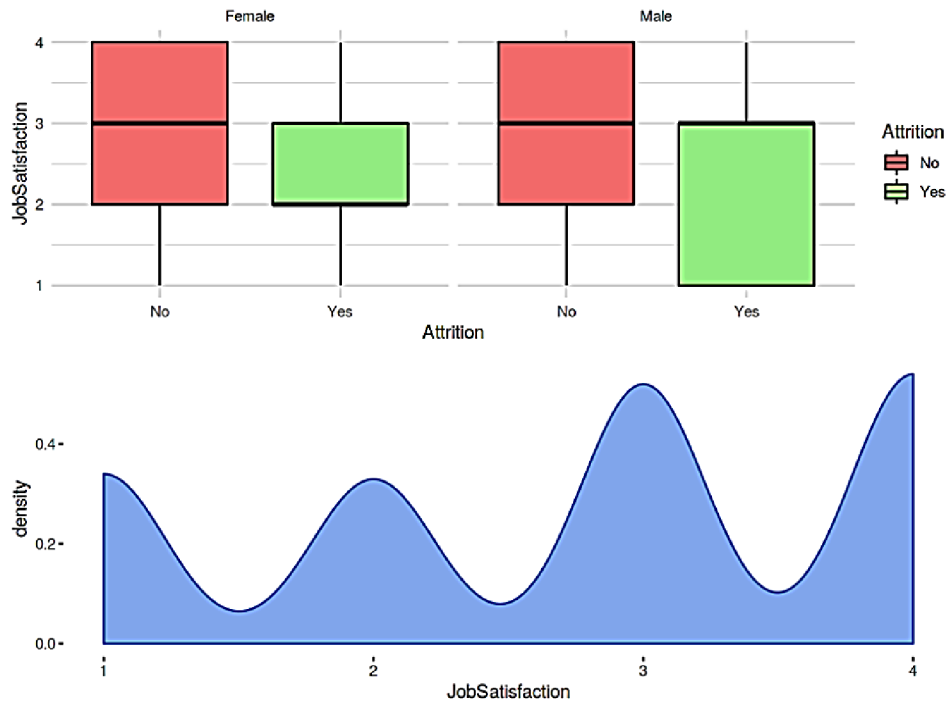 Female
Male
JobSatisfaction
4
3
2
1
No
Yes
No
Yes
Attrition
Attrition
No
Yes
density
0.4
0.2
0.0
1
2
3
4
JobSatisfaction